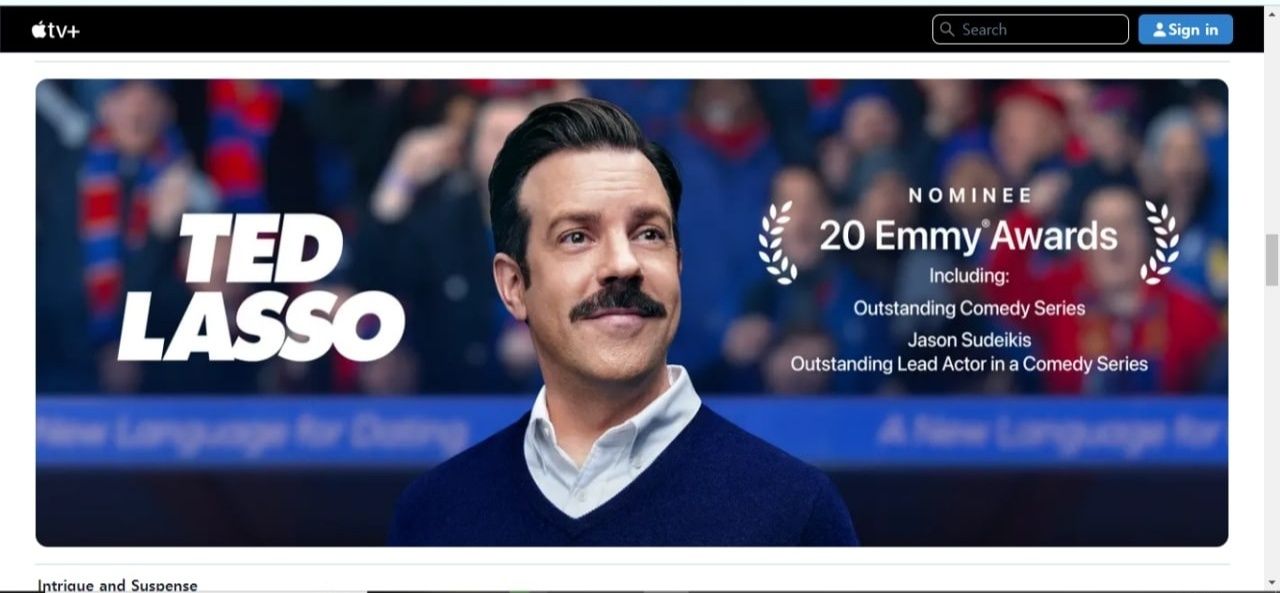 tv+
Search
Sign in
TED
LASSO
NOMINEE
20 Emmy® Awards
Including:
Outstanding Comedy Series
Jason Sudeikis
Outstanding Lead Actor in a Comedy Series
New Language for Dating
A New Language for
Intrigue and Suspense